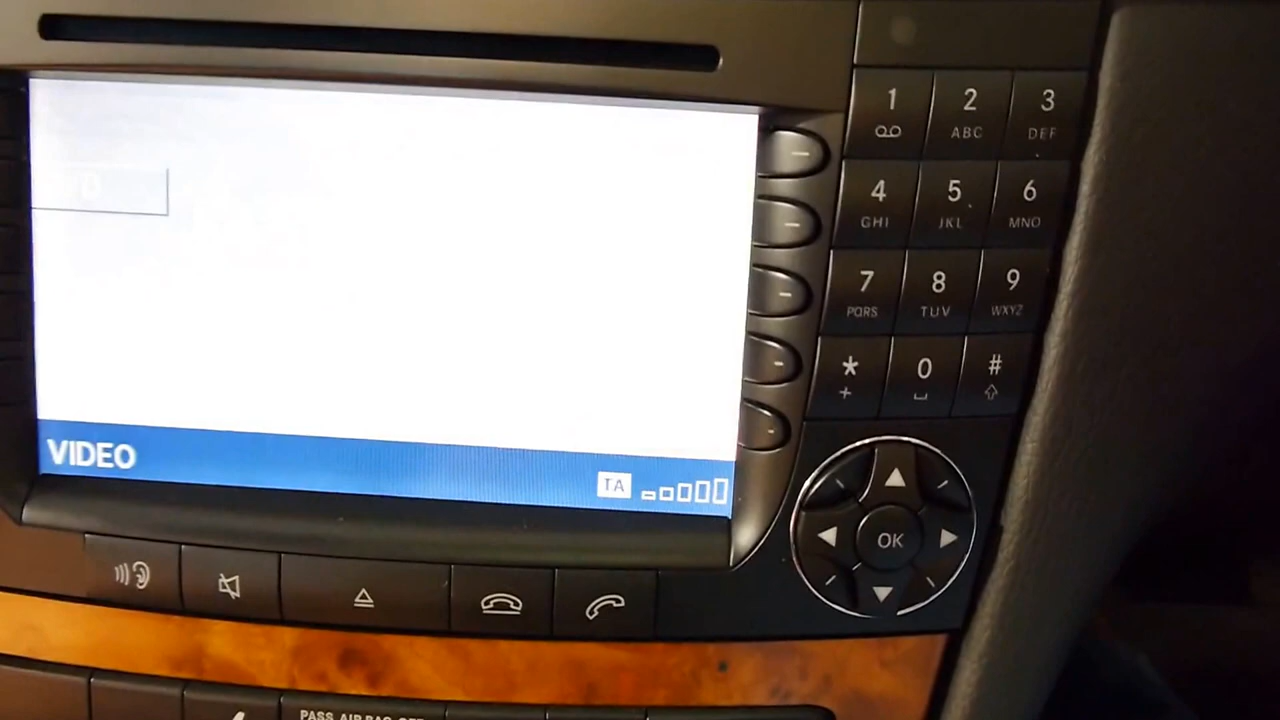 1 2 3
ABC DEF
4 5 6
GHI JKL MNO
7 8 9
PQRS TUV WXYZ
* 0 #
+
VIDEO
TA
OK
PASS AIR BAG OFF